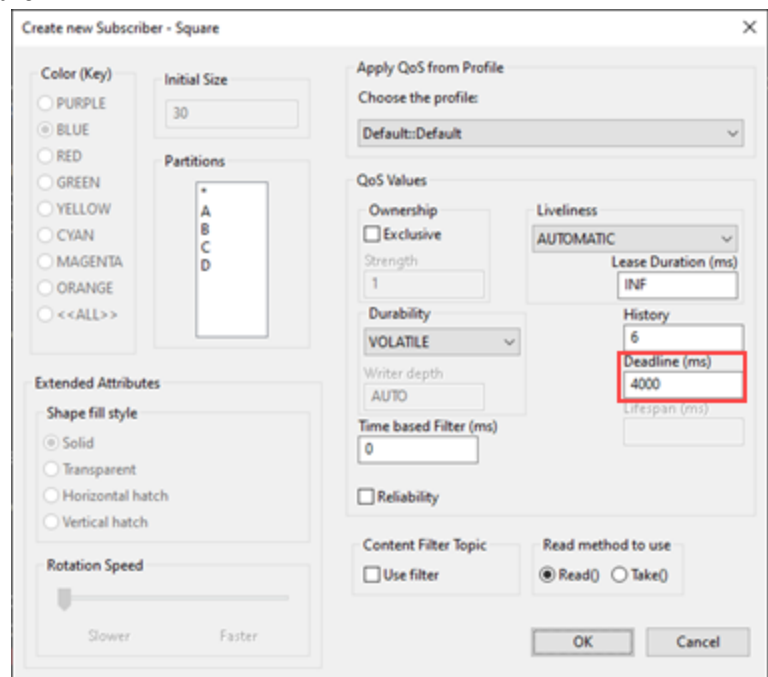 Create new Subscriber - Square
Color (Key)
PURPLE
BLUE
RED
GREEN
YELLOW
CYAN
MAGENTA
ORANGE
<<ALL>>
Initial Size
30
Partitions
*
A
B
C
D
Extended Attributes
Shape fill style
Solid
Transparent
Horizontal hatch
Vertical hatch
Rotation Speed
Slower Faster
Apply QoS from Profile
Choose the profile:
Default::Default
QoS Values
Ownership
Exclusive
Strength
1
Liveliness
AUTOMATIC
Lease Duration (ms)
INF
Durability
VOLATILE
Writer depth
AUTO
History
6
Deadline (ms)
4000
Lifespan (ms)
Time based Filter (ms)
0
Reliability
Content Filter Topic
Use filter
Read method to use
Read() Take()
OK Cancel